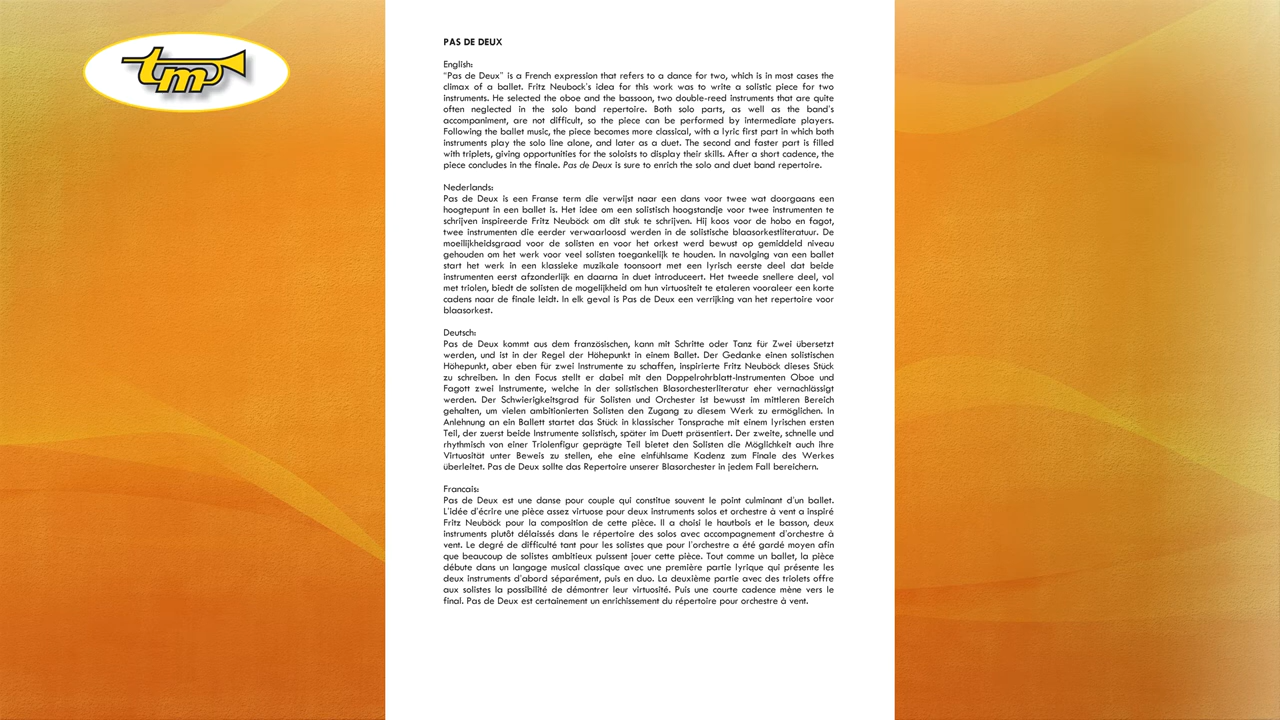 tm
PAS DE DEUX
English:
"Pas de Deux" is a French expression that refers to a dance for two, which is in most cases the
climax of a ballet. Fritz Neubock's idea for this work was to write a solistic piece for two
instruments. He selected the oboe and the bassoon, two double-reed instruments that are quite
often neglected in the solo band repertoire. Both solo parts, as well as the band's
accompaniment, are not difficult, so the piece can be performed by intermediate players.
Following the ballet music, the piece becomes more classical, with a lyric first part in which both
instruments play the solo line alone, and later as a duet. The second and faster part is filled
with triplets, giving opportunities for the soloists to display their skills. After a short cadence, the
piece concludes in the finale. Pas de Deux is sure to enrich the solo and duet band repertoire.
Nederlands:
Pas de Deux is een Franse term die verwijst naar een dans voor twee wat doorgaans een
hoogtepunt in een ballet is. Het idee om een solistisch hoogstandje voor twee instrumenten te
schrijven inspireerde Fritz Neuböck om dit stuk te schrijven. Hij koos voor de hobo en fagot,
twee instrumenten die eerder verwaarloosd werden in de solistische blaasorkestliteratuur. De
moeilijkheidsgraad voor de solisten en voor het orkest werd bewust op gemiddeld niveau
gehouden om het werk voor veel solisten toegankelijk te houden. In navolging van een ballet
start het werk in een klassieke muzikale toonsoort met een lyrisch eerste deel dat beide
instrumenten eerst afzonderlijk en daarna in duet introduceert. Het tweede snellere deel, vol
met triolen, biedt de solisten de mogelijkheid om hun virtuositeit te etaleren vooraleer een korte
cadens naar de finale leidt. In elk geval is Pas de Deux een verrijking van het repertoire voor
blaasorkest.
Deutsch:
Pas de Deux kommt aus dem französischen, kann mit Schritte oder Tanz für Zwei übersetzt
werden, und ist in der Regel der Höhepunkt in einem Ballet. Der Gedanke einen solistischen
Höhepunkt, aber eben für zwei Instrumente zu schaffen, inspirierte Fritz Neuböck dieses Stück
zu schreiben. In den Focus stellt er dabei mit den Doppelrohrblatt-Instrumenten Oboe und
Fagott zwei Instrumente, welche in der solistischen Blasorchesterliteratur eher vernachlässigt
werden. Der Schwierigkeitsgrad für Solisten und Orchester ist bewusst im mittleren Bereich
gehalten, um vielen ambitionierten Solisten den Zugang zu diesem Werk zu ermöglichen. In
Anlehnung an ein Ballett startet das Stück in klassischer Tonsprache mit einem lyrischen ersten
Teil, der zuerst beide Instrumente solistisch, später im Duett präsentiert. Der zweite, schnelle und
rhythmisch von einer Triolenfigur geprägte Teil bietet den Solisten die Möglichkeit auch ihre
Virtuosität unter Beweis zu stellen, ehe eine einfühlsame Kadenz zum Finale des Werkes
überleitet. Pas de Deux sollte das Repertoire unserer Blasorchester in jedem Fall bereichern.
Francais:
Pas de Deux est une danse pour couple qui constitue souvent le point culminant d'un ballet.
L'idée d'écrire une pièce assez virtuose pour deux instruments solos et orchestre à vent a inspiré
Fritz Neuböck pour la composition de cette pièce. Il a choisi le hautbois et le basson, deux
instruments plutôt délaissés dans le répertoire des solos avec accompagnement d'orchestre à
vent. Le degré de difficulté tant pour les solistes que pour l'orchestre a été gardé moyen afin
que beaucoup de solistes ambitieux puissent jouer cette pièce. Tout comme un ballet, la pièce
débute dans un langage musical classique avec une première partie lyrique qui présente les
deux instruments d'abord séparément, puis en duo. La deuxième partie avec des triolets offre
aux solistes la possibilité de démontrer leur virtuosité. Puis une courte cadence mène vers le
final. Pas de Deux est certainement un enrichissement du répertoire pour orchestre à vent.